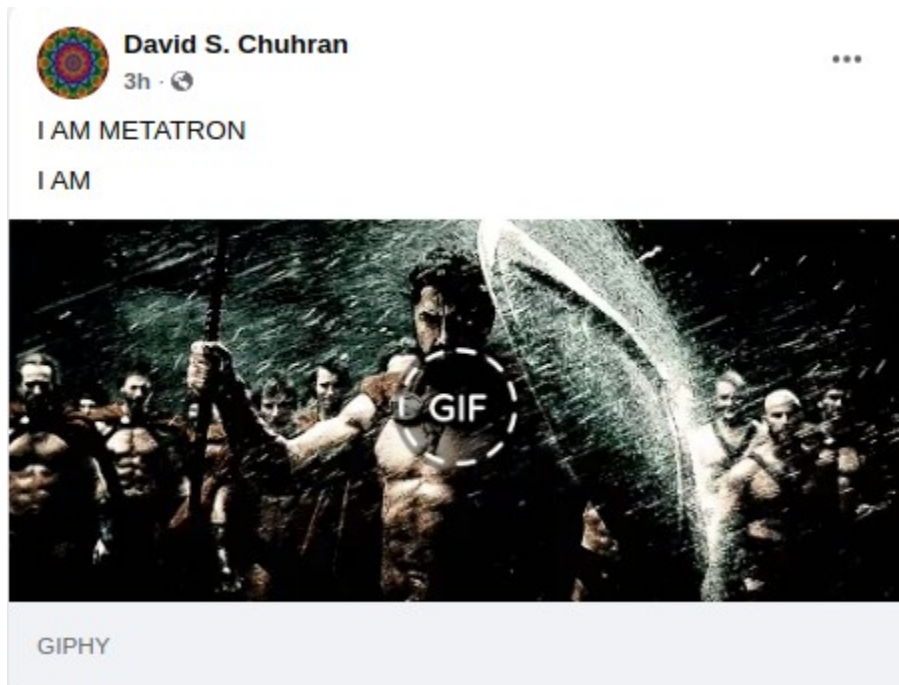 David S. Chuhran
3h ·
I AM METATRON
I AM
GIF
GIPHY